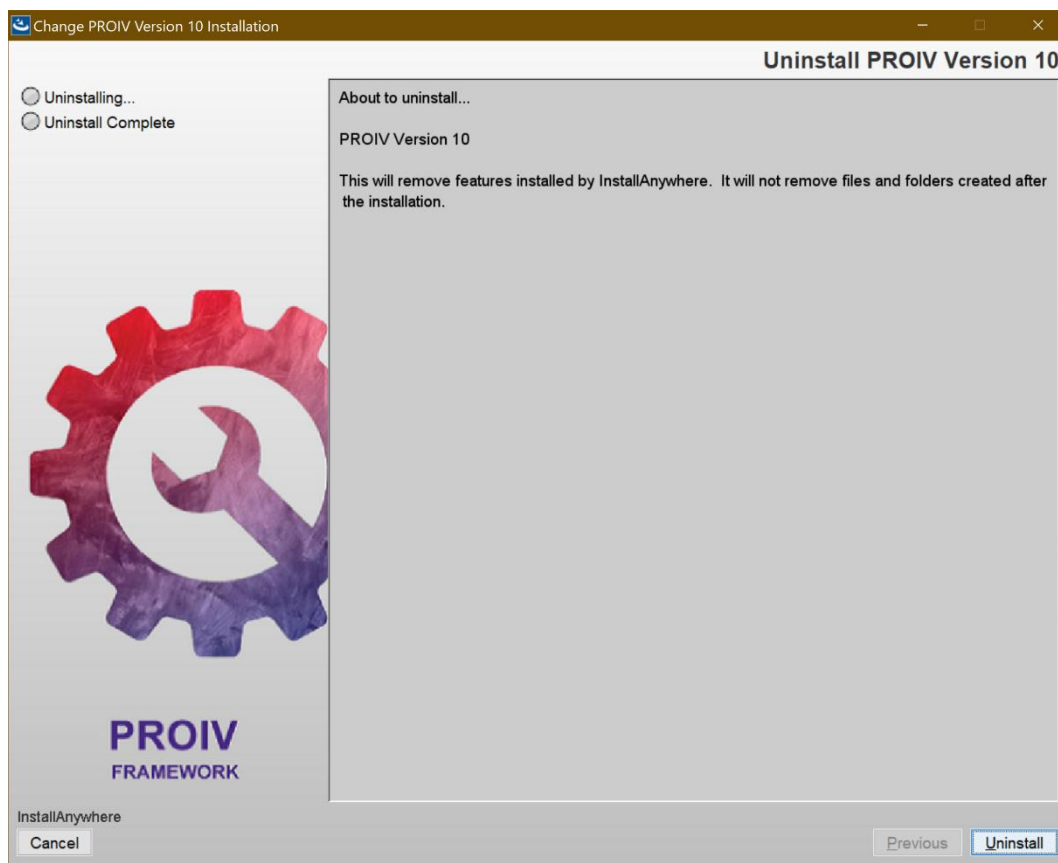 Change PROIV Version 10 Installation
Uninstall PROIV Version 10
Uninstalling...
Uninstall Complete
About to uninstall...
PROIV Version 10
This will remove features installed by InstallAnywhere.  It will not remove files and folders created after
the installation.
PROIV
FRAMEWORK
InstallAnywhere
Cancel
Previous
Uninstall